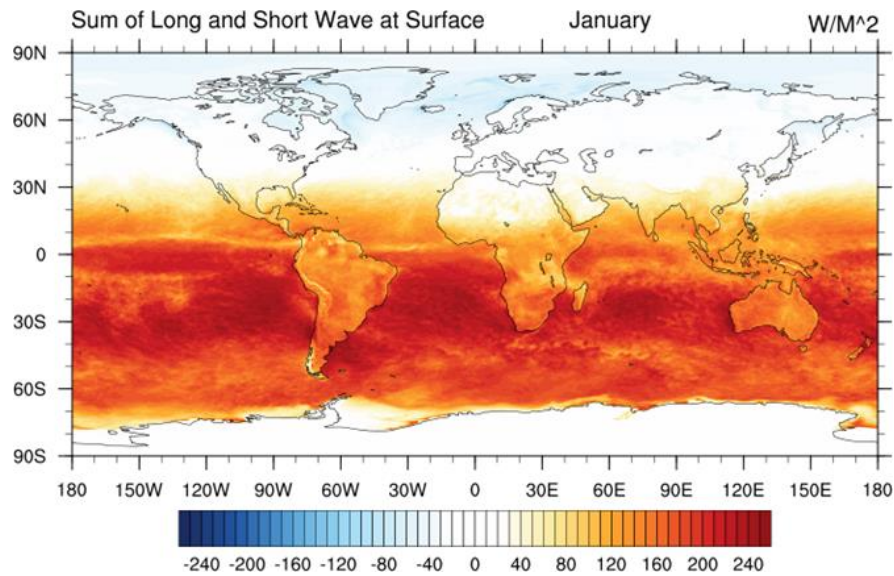 Sum of Long and Short Wave at Surface January W/M^2
90N
60N
30N
0
30S
60S
90S
180 150W 120W 90W 60W 30W 0 30E 60E 90E 120E 150E 180
-240 -200 -160 -120 -80 -40 0 40 80 120 160 200 240